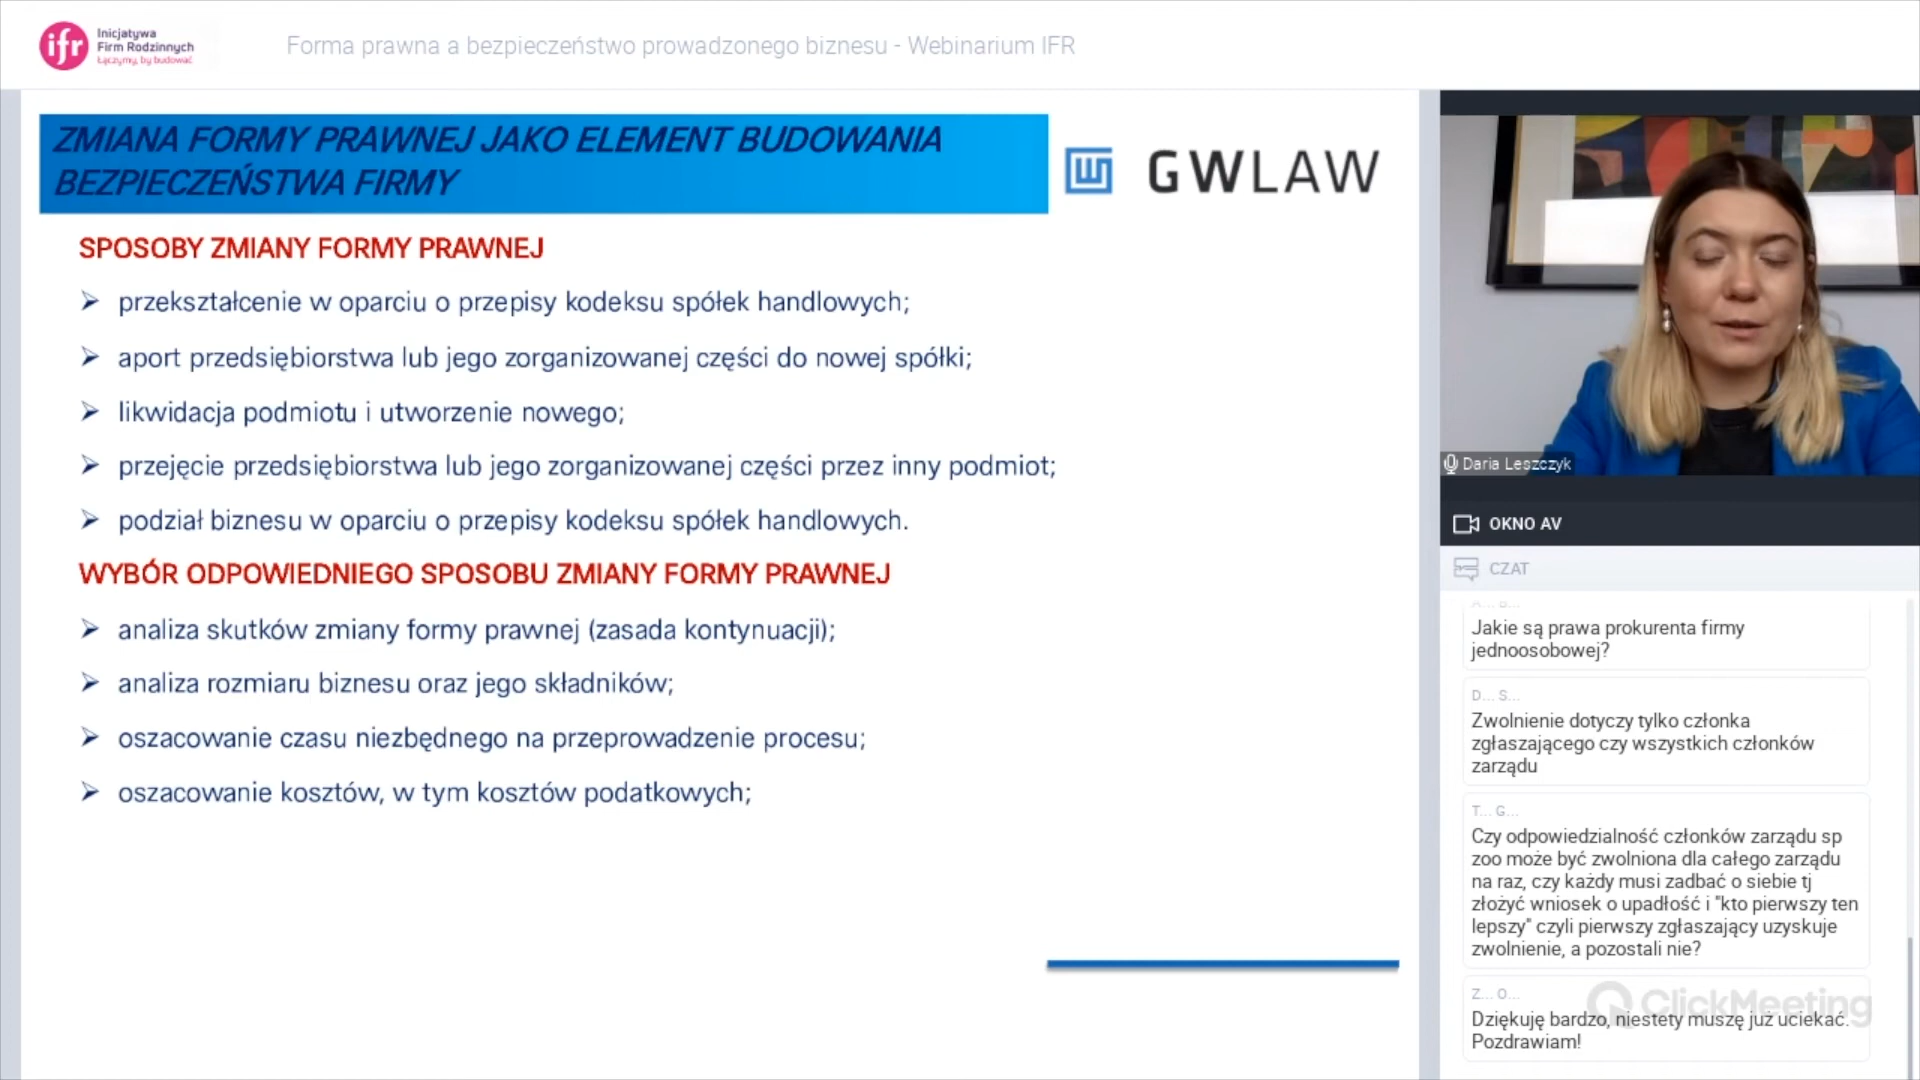 ifr
Inicjatywa
Firm Rodzinnych
Łączymy, by budować
Forma prawna a bezpieczeństwo prowadzonego biznesu - Webinarium IFR
ZMIANA FORMY PRAWNEJ JAKO ELEMENT BUDOWANIA
BEZPIECZEŃSTWA FIRMY
GWLAW
SPOSOBY ZMIANY FORMY PRAWNEJ
➢ przekształcenie w oparciu o przepisy kodeksu spółek handlowych;
➢ aport przedsiębiorstwa lub jego zorganizowanej części do nowej spółki;
➢ likwidacja podmiotu i utworzenie nowego;
➢ przejęcie przedsiębiorstwa lub jego zorganizowanej części przez inny podmiot;
➢ podział biznesu w oparciu o przepisy kodeksu spółek handlowych.
WYBÓR ODPOWIEDNIEGO SPOSOBU ZMIANY FORMY PRAWNEJ
➢ analiza skutków zmiany formy prawnej (zasada kontynuacji);
➢ analiza rozmiaru biznesu oraz jego składników;
➢ oszacowanie czasu niezbędnego na przeprowadzenie procesu;
➢ oszacowanie kosztów, w tym kosztów podatkowych;
Daria Leszczyk
OKNO AV
CZAT
Jakie są prawa prokurenta firmy
jednoosobowej?
D... S...
Zwolnienie dotyczy tylko członka
zgłaszającego czy wszystkich członków
zarządu
T... G...
Czy odpowiedzialność członków zarządu sp
zoo może być zwolniona dla całego zarządu
na raz, czy każdy musi zadbać o siebie tj
złożyć wniosek o upadłość i "kto pierwszy ten
lepszy" czyli pierwszy zgłaszający uzyskuje
zwolnienie, a pozostali nie?
Z... O...
Dziękuję bardzo, niestety muszę już uciekać.
Pozdrawiam!
ClickMeeting